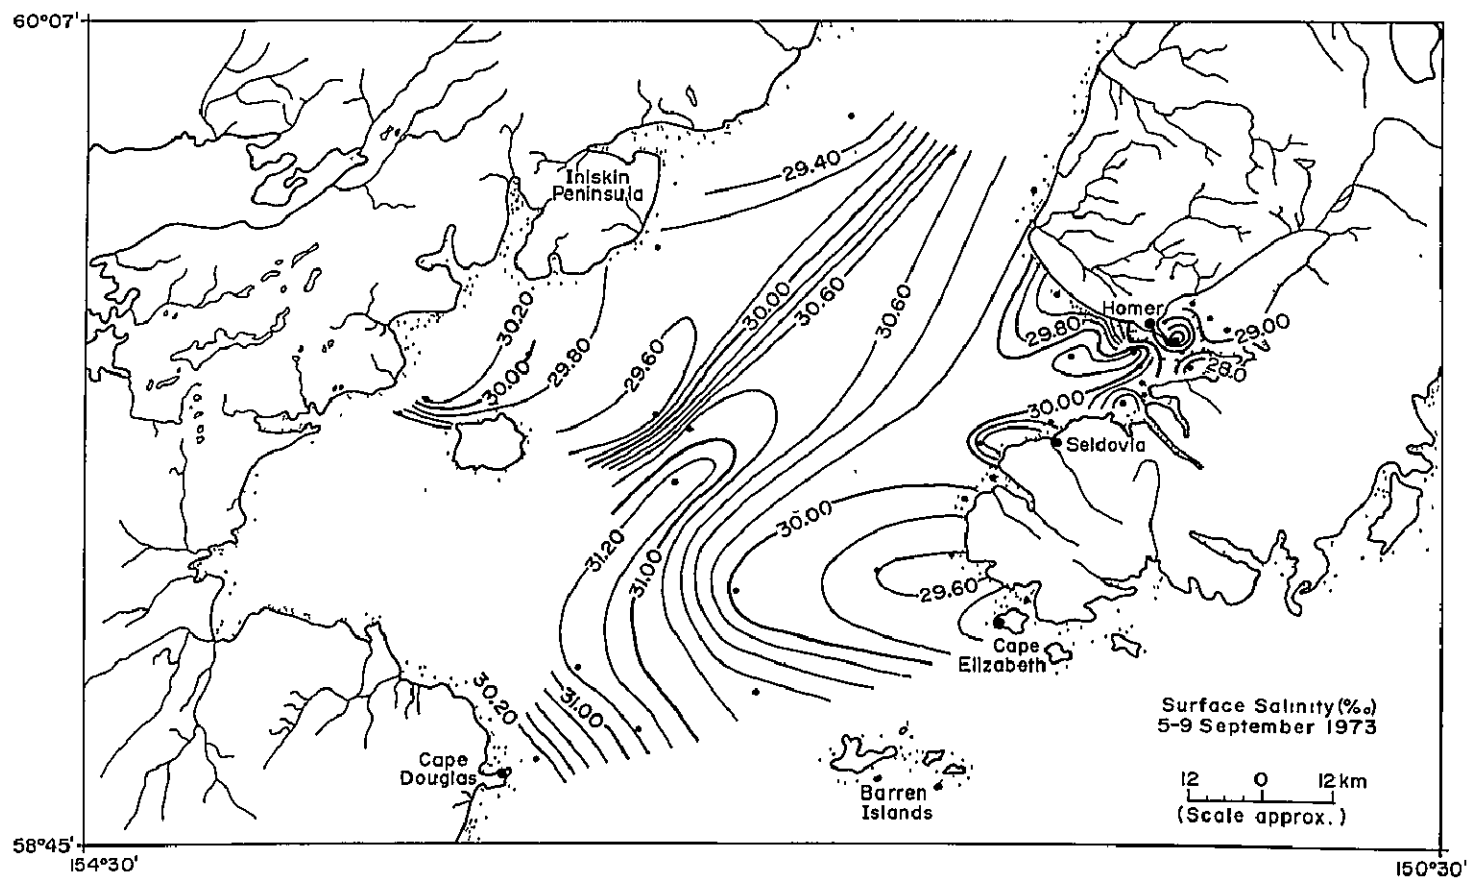 60°07'
29.40
Iniskin
Peninsula
30.20
30.00
30.60
30.60
Homer
29.80
29.00
28.0
30.00
29.80
29.60
30.00
Seldovia
30.00
31.20
31.00
29.60
Cape
Elizabeth
30.20
31.00
Surface Salinity (‰)
5-9 September 1973
Cape
Douglas
12 0 12 km
(Scale approx.)
Barren
Islands
58°45'
154°30'
150°30'